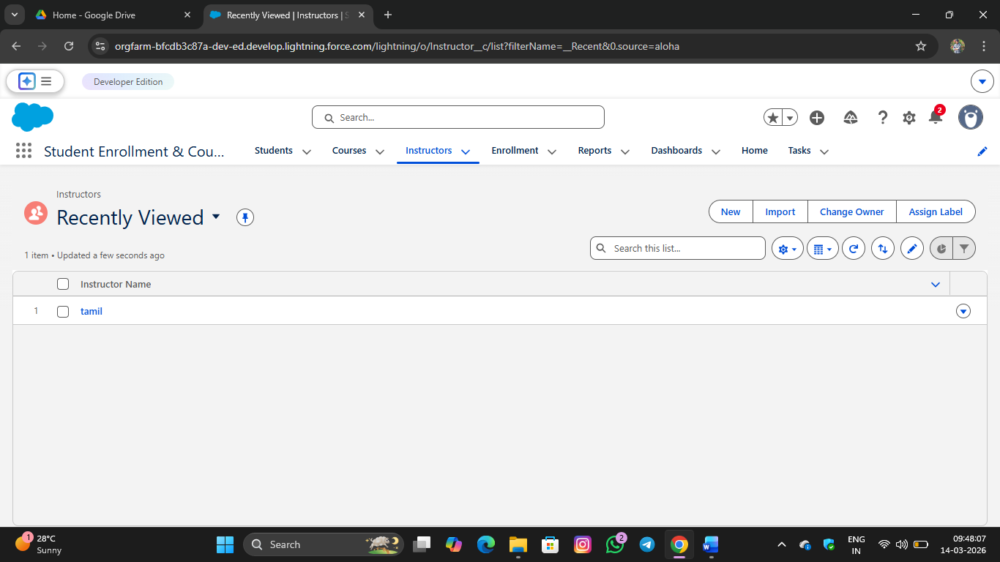 Home - Google Drive
Recently Viewed | Instructors |
orgfarm-bfcdb3c87a-dev-ed.develop.lightning.force.com/lightning/o/Instructor__c/list?filterName=__Recent&0.source=aloha
Developer Edition
Search...
2
Student Enrollment & Cou...
Students
Courses
Instructors
Enrollment
Reports
Dashboards
Home
Tasks
Instructors
Recently Viewed
New
Import
Change Owner
Assign Label
1 item • Updated a few seconds ago
Search this list...
Instructor Name
1
tamil
1
28°C
Sunny
Search
2
ENG
IN
09:48:07
14-03-2026